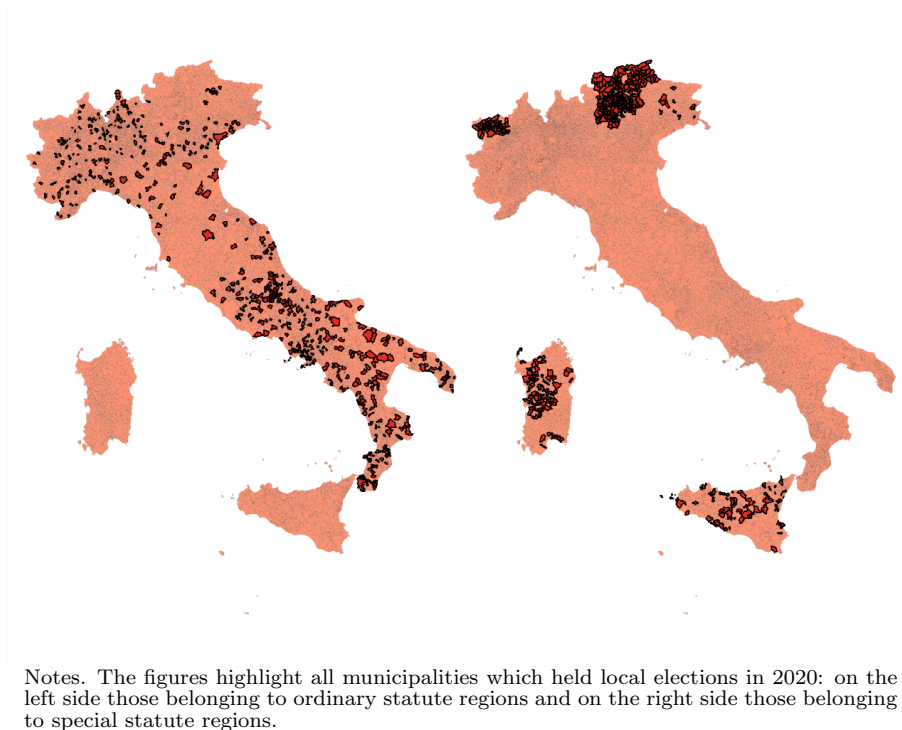 Notes. The figures highlight all municipalities which held local elections in 2020: on the
left side those belonging to ordinary statute regions and on the right side those belonging
to special statute regions.